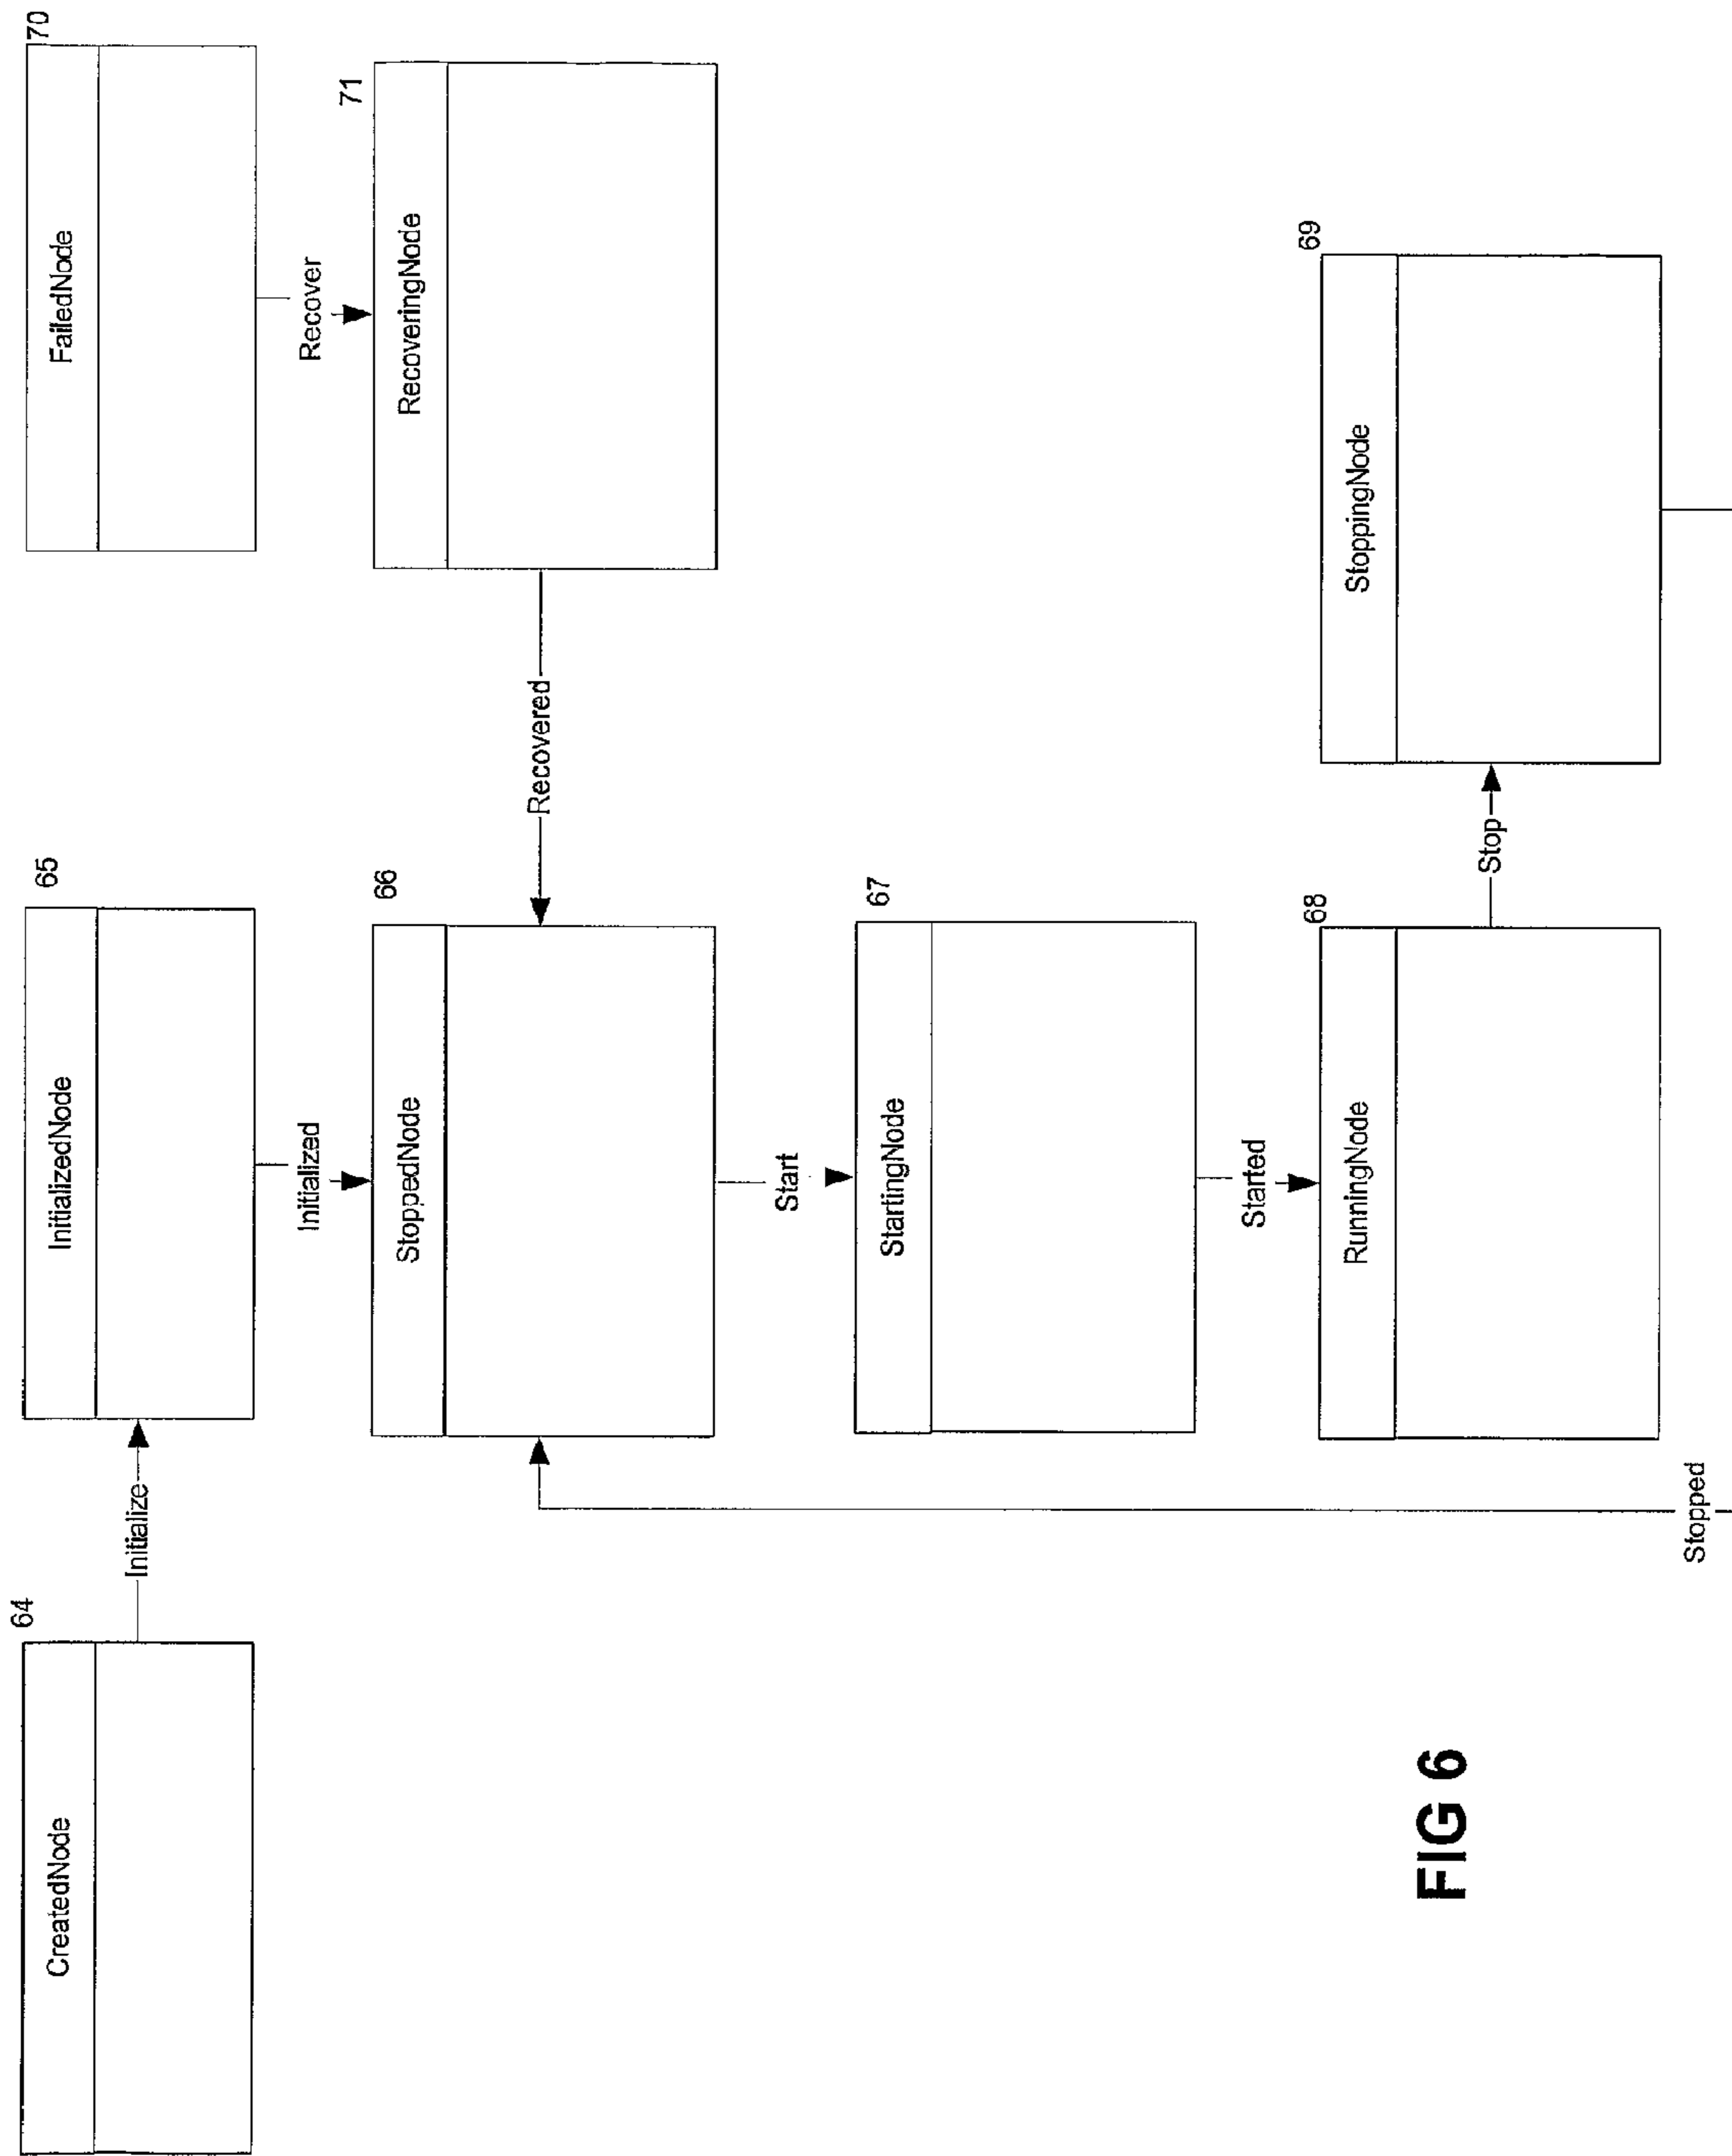 70
FailedNode
Recover
71
RecoveringNode
Recovered
65
InitializedNode
Initialized
66
StoppedNode
Start
67
StartingNode
Started
68
RunningNode
Stop
69
StoppingNode
Stopped
64
CreatedNode
Initialize
FIG 6